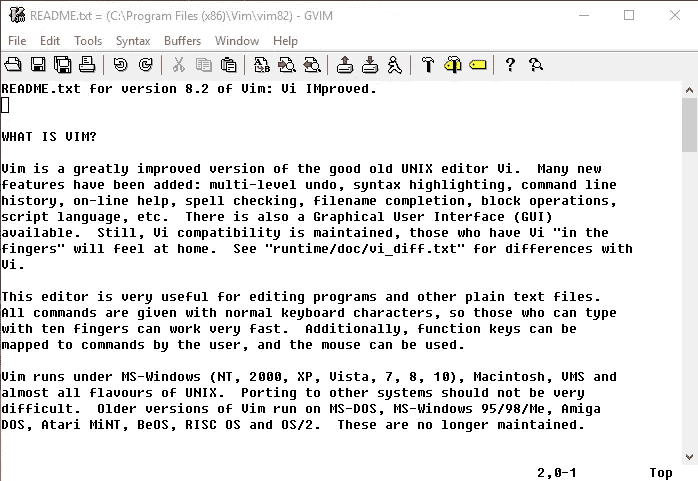 README.txt = (C:\Program Files (x86)\Vim\vim82) - GVIM
File Edit Tools Syntax Buffers Window Help
README.txt for version 8.2 of Vim: Vi IMproved.
WHAT IS VIM?
Vim is a greatly improved version of the good old UNIX editor Vi.  Many new
features have been added: multi-level undo, syntax highlighting, command line
history, on-line help, spell checking, filename completion, block operations,
script language, etc.  There is also a Graphical User Interface (GUI)
available.  Still, Vi compatibility is maintained, those who have Vi "in the
fingers" will feel at home.  See "runtime/doc/vi_diff.txt" for differences with
Vi.
This editor is very useful for editing programs and other plain text files.
All commands are given with normal keyboard characters, so those who can type
with ten fingers can work very fast.  Additionally, function keys can be
mapped to commands by the user, and the mouse can be used.
Vim runs under MS-Windows (NT, 2000, XP, Vista, 7, 8, 10), Macintosh, VMS and
almost all flavours of UNIX.  Porting to other systems should not be very
difficult.  Older versions of Vim run on MS-DOS, MS-Windows 95/98/Me, Amiga
DOS, Atari MiNT, BeOS, RISC OS and OS/2.  These are no longer maintained.
2,0-1 Top